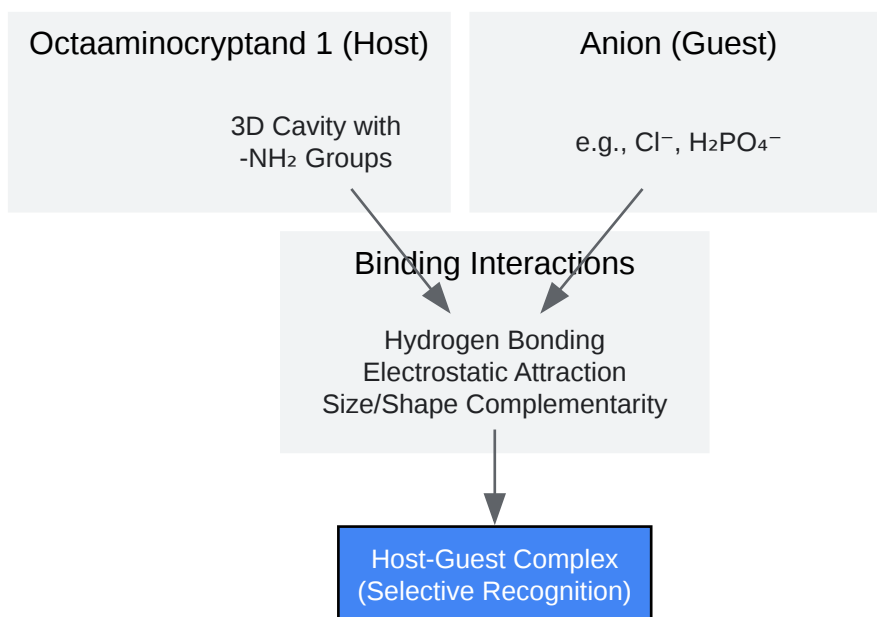 Octaaminocryptand 1 (Host)
Anion (Guest)
3D Cavity with
-NH₂ Groups
e.g., Cl⁻, H₂PO₄⁻
Binding Interactions
Hydrogen Bonding
Electrostatic Attraction
Size/Shape Complementarity
Host-Guest Complex
(Selective Recognition)